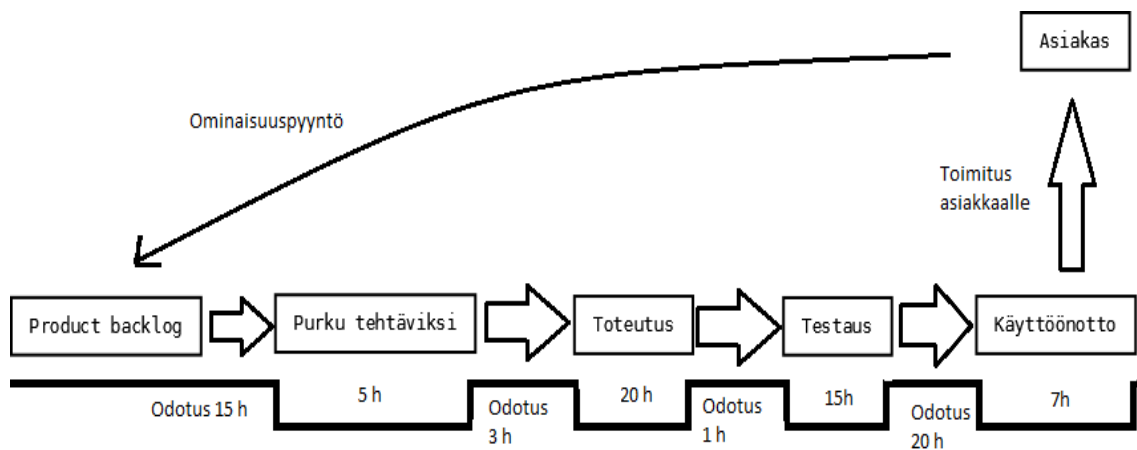 Asiakas
Ominaisuuspyyntö
Toimitus
asiakkaalle
Product backlog
Purku tehtäviksi
Toteutus
Testaus
Käyttöönotto
Odotus 15 h
5 h
Odotus
3 h
20 h
Odotus
1 h
15h
Odotus
20 h
7h